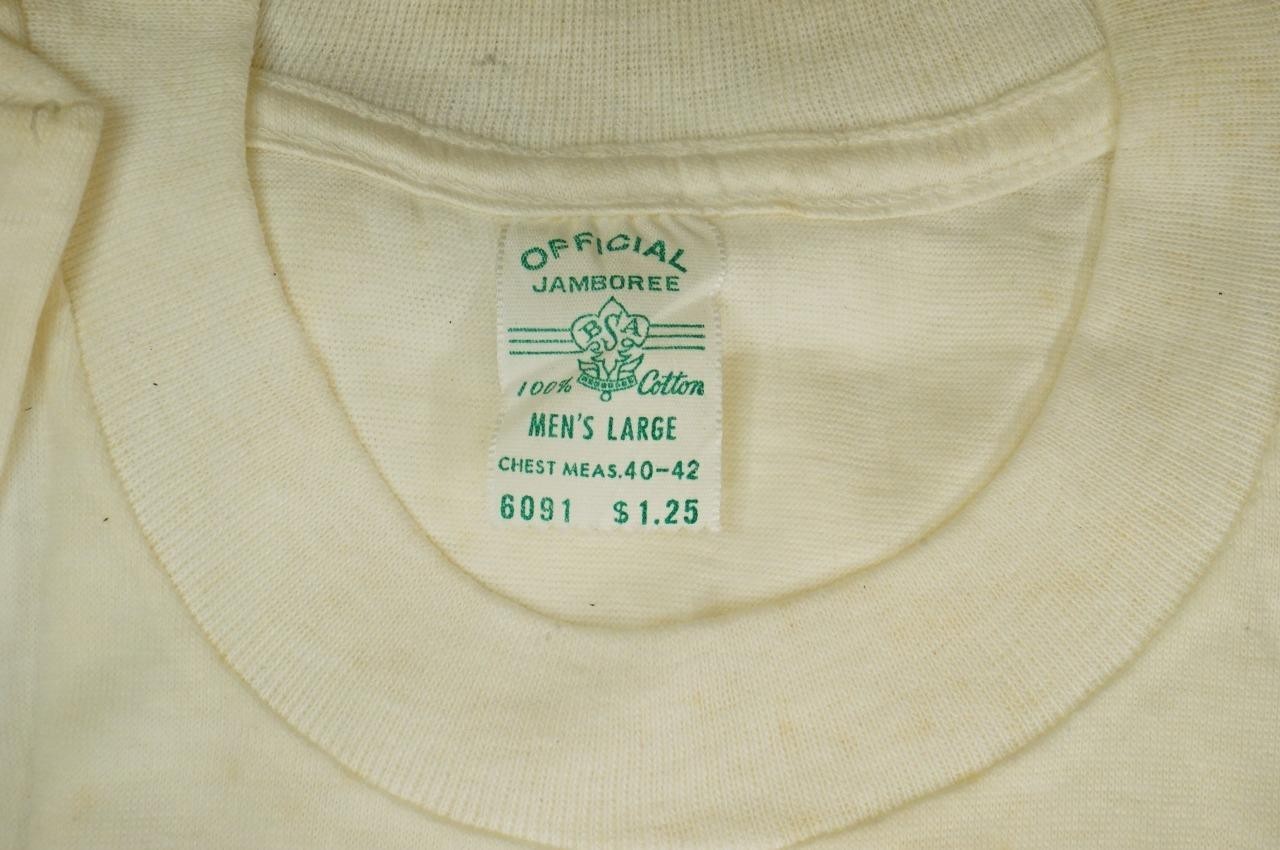 OFFICIAL
JAMBOREE
BSA
100% Cotton
MEN'S LARGE
CHEST MEAS. 40-42
6091 $1.25